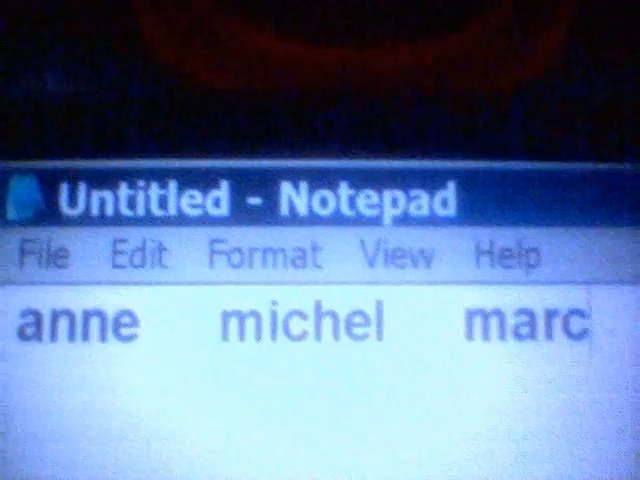 Untitled - Notepad
File Edit Format View Help
anne michel marc